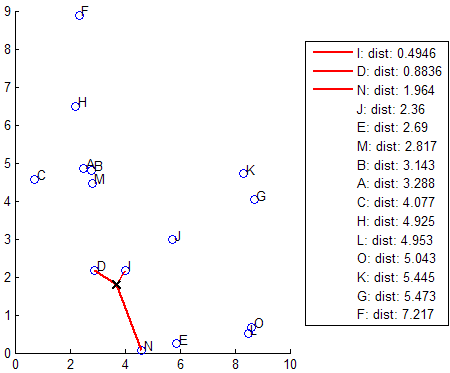 9
8
7
6
5
4
3
2
1
0
0 2 4 6 8 10
F
H
A
B
C
M
K
G
J
D
I
N
E
O
L
I: dist: 0.4946
D: dist: 0.8836
N: dist: 1.964
J: dist: 2.36
E: dist: 2.69
M: dist: 2.817
B: dist: 3.143
A: dist: 3.288
C: dist: 4.077
H: dist: 4.925
L: dist: 4.953
O: dist: 5.043
K: dist: 5.445
G: dist: 5.473
F: dist: 7.217